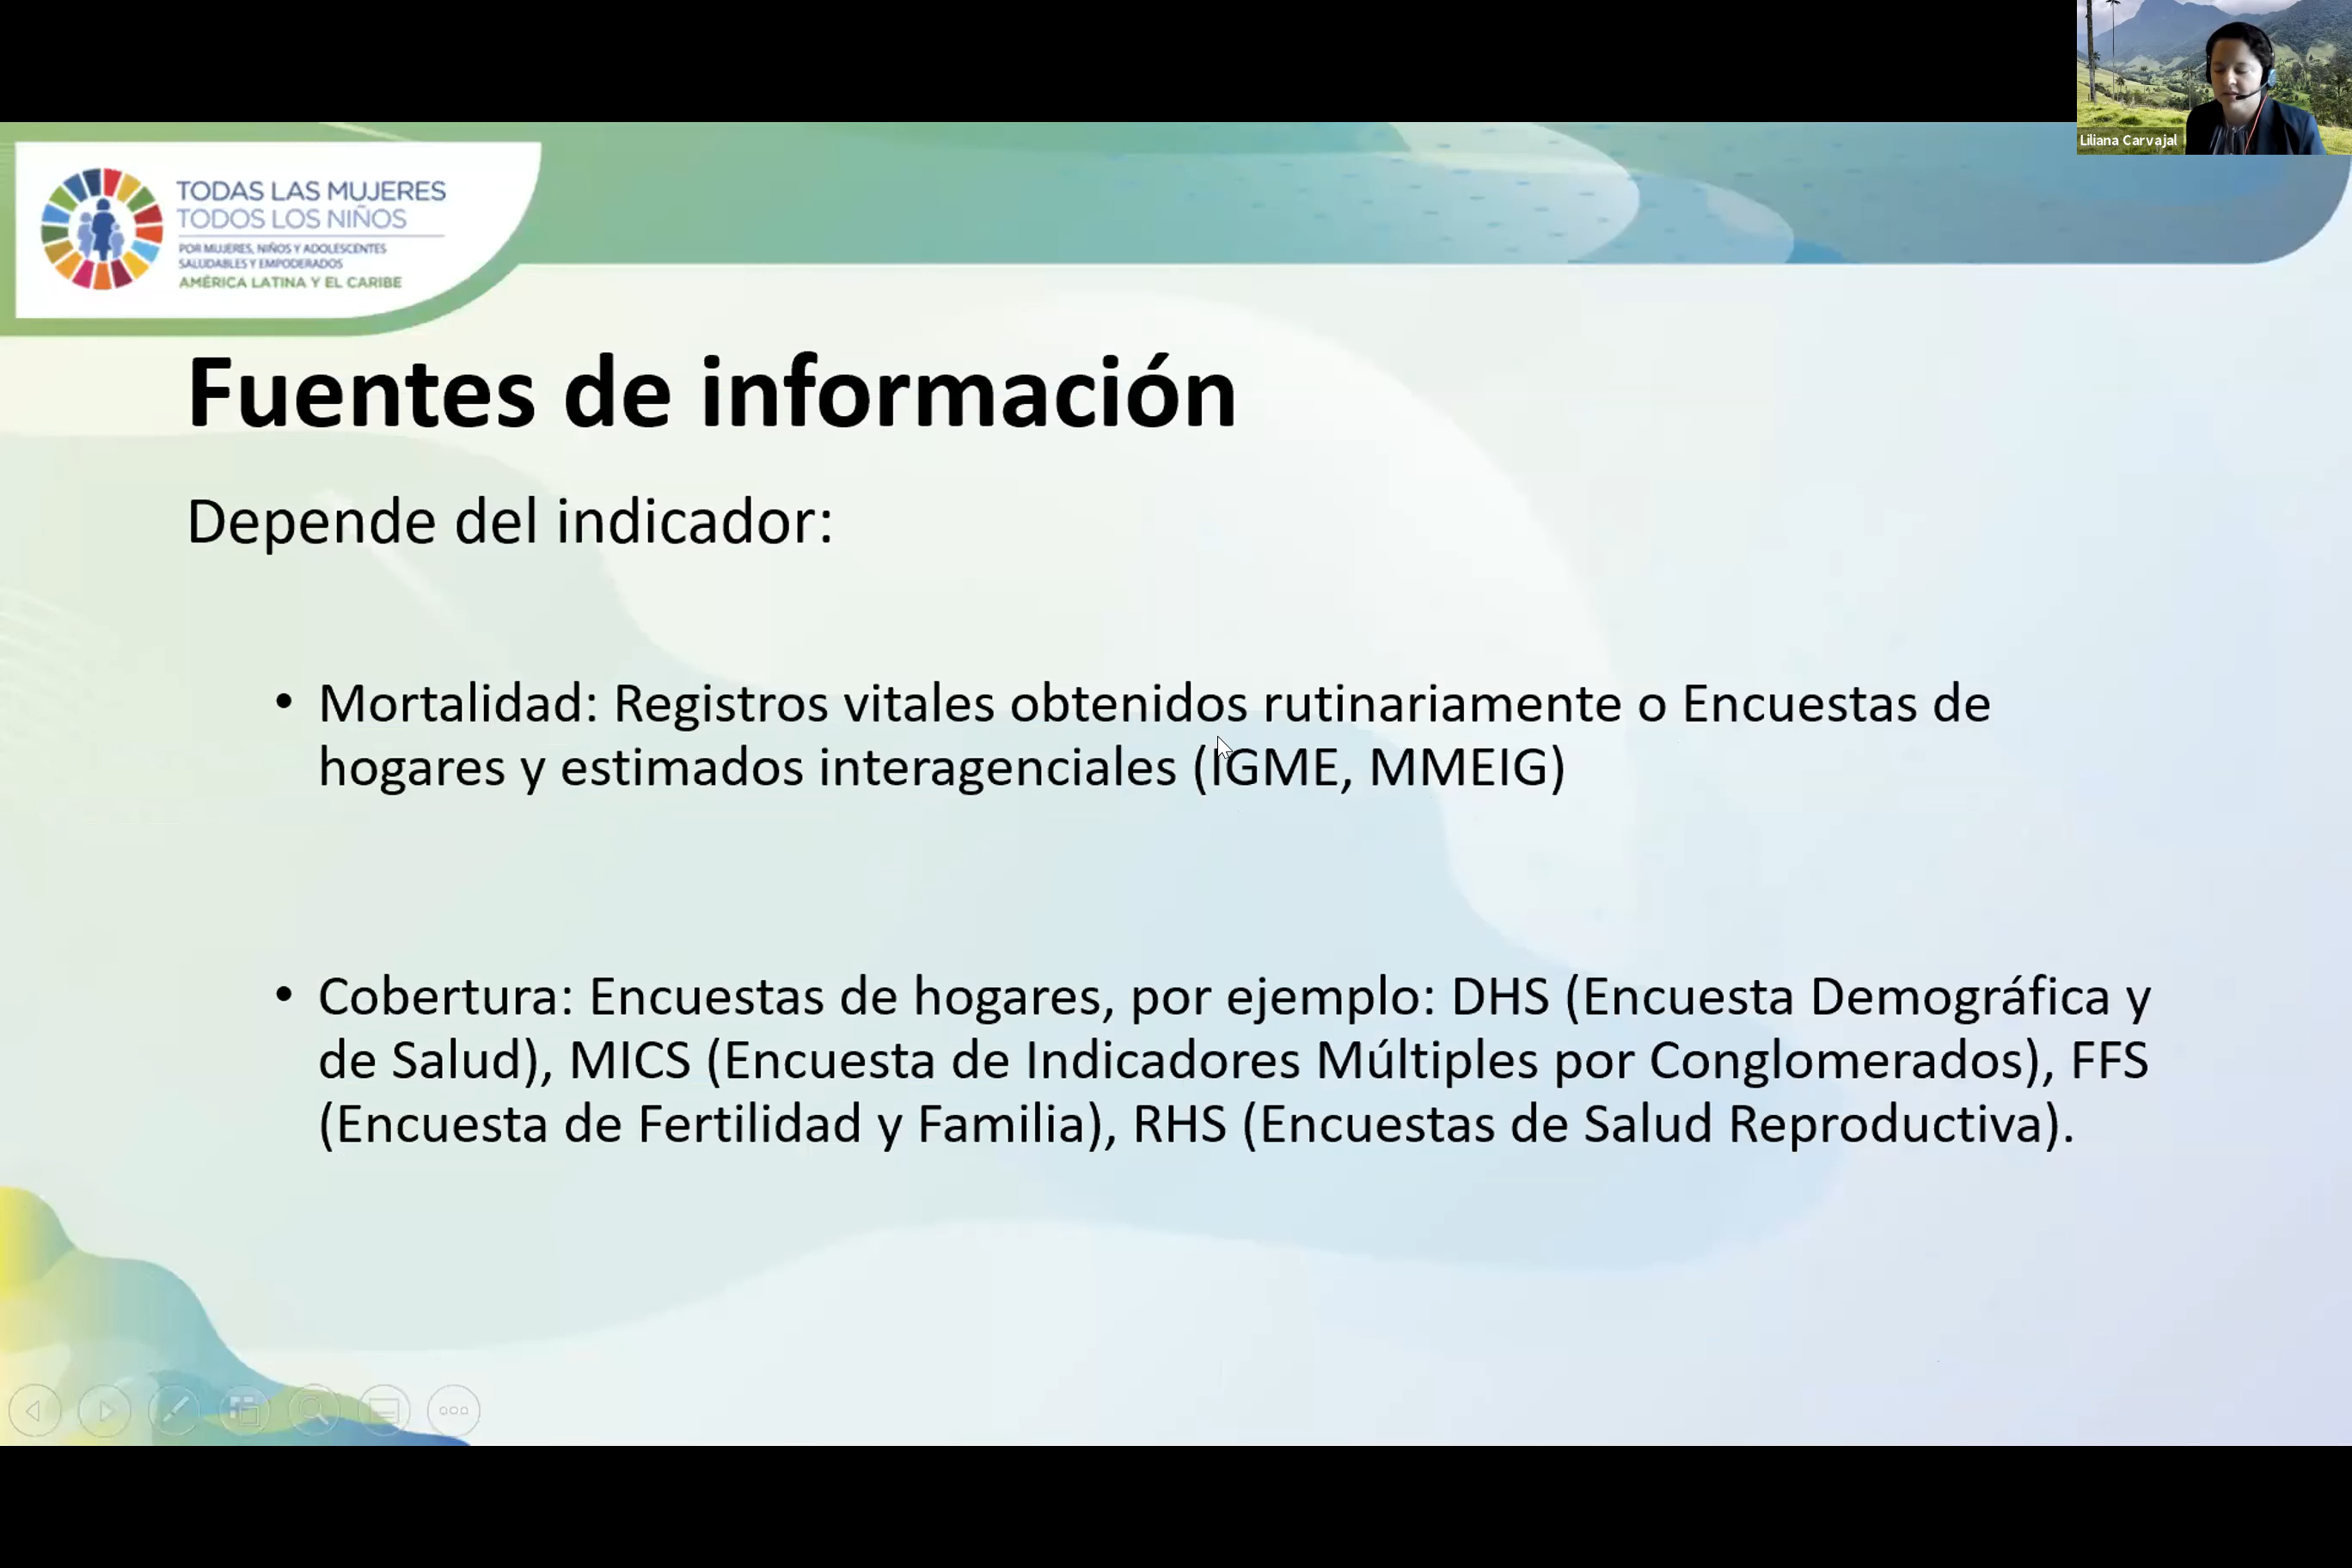 Liliana Carvajal
TODAS LAS MUJERES
TODOS LOS NIÑOS
POR MUJERES, NIÑOS Y ADOLESCENTES
SALUDABLES Y EMPODERADOS
AMÉRICA LATINA Y EL CARIBE
Fuentes de información
Depende del indicador:
• Mortalidad: Registros vitales obtenidos rutinariamente o Encuestas de
hogares y estimados interagenciales (IGME, MMEIG)
• Cobertura: Encuestas de hogares, por ejemplo: DHS (Encuesta Demográfica y
de Salud), MICS (Encuesta de Indicadores Múltiples por Conglomerados), FFS
(Encuesta de Fertilidad y Familia), RHS (Encuestas de Salud Reproductiva).